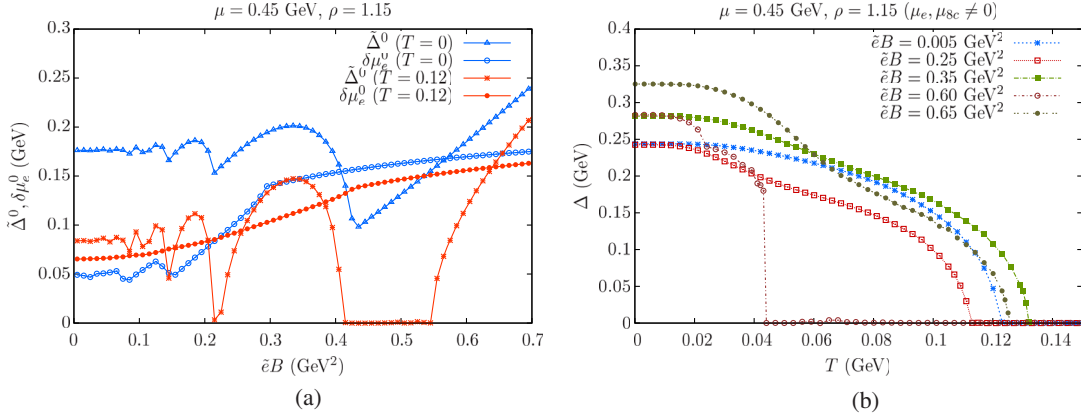 μ = 0.45 GeV, ρ = 1.15
Δ̃⁰ (T = 0)
δμₑ⁰ (T = 0)
Δ̃⁰ (T = 0.12)
δμₑ⁰ (T = 0.12)
Δ̃⁰, δμₑ⁰ (GeV)
0.3
0.25
0.2
0.15
0.1
0.05
0
0 0.1 0.2 0.3 0.4 0.5 0.6 0.7
ẽB (GeV²)
(a)
μ = 0.45 GeV, ρ = 1.15 (μₑ, μ₈c ≠ 0)
ẽB = 0.005 GeV²
ẽB = 0.25 GeV²
ẽB = 0.35 GeV²
ẽB = 0.60 GeV²
ẽB = 0.65 GeV²
Δ (GeV)
0.4
0.35
0.3
0.25
0.2
0.15
0.1
0.05
0
0 0.02 0.04 0.06 0.08 0.1 0.12 0.14
T (GeV)
(b)